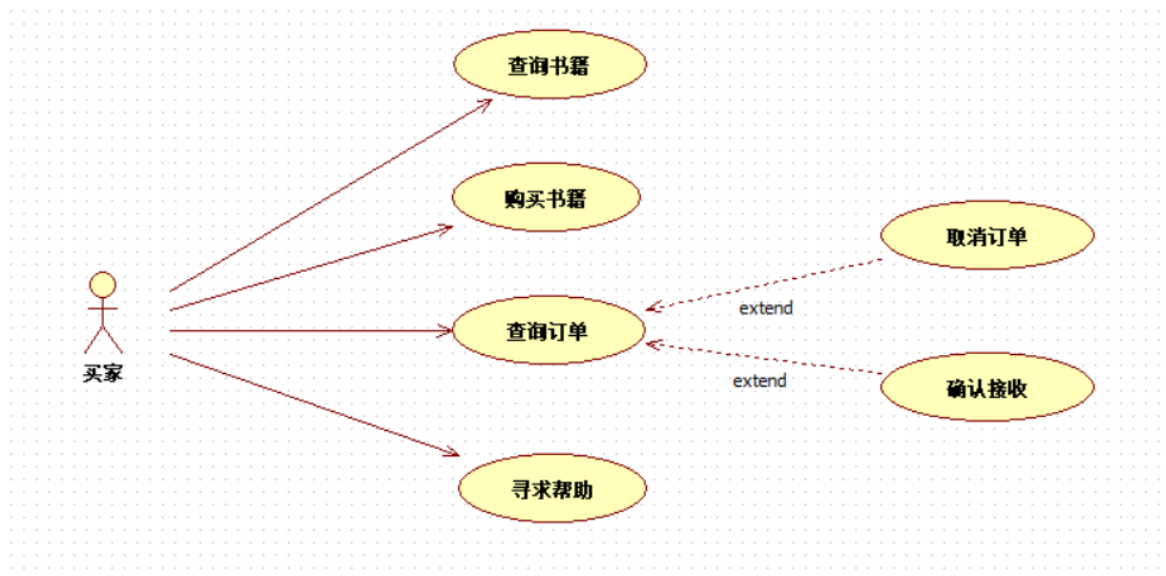 查询书籍
购买书籍
取消订单
extend
查询订单
买家
extend
确认接收
寻求帮助